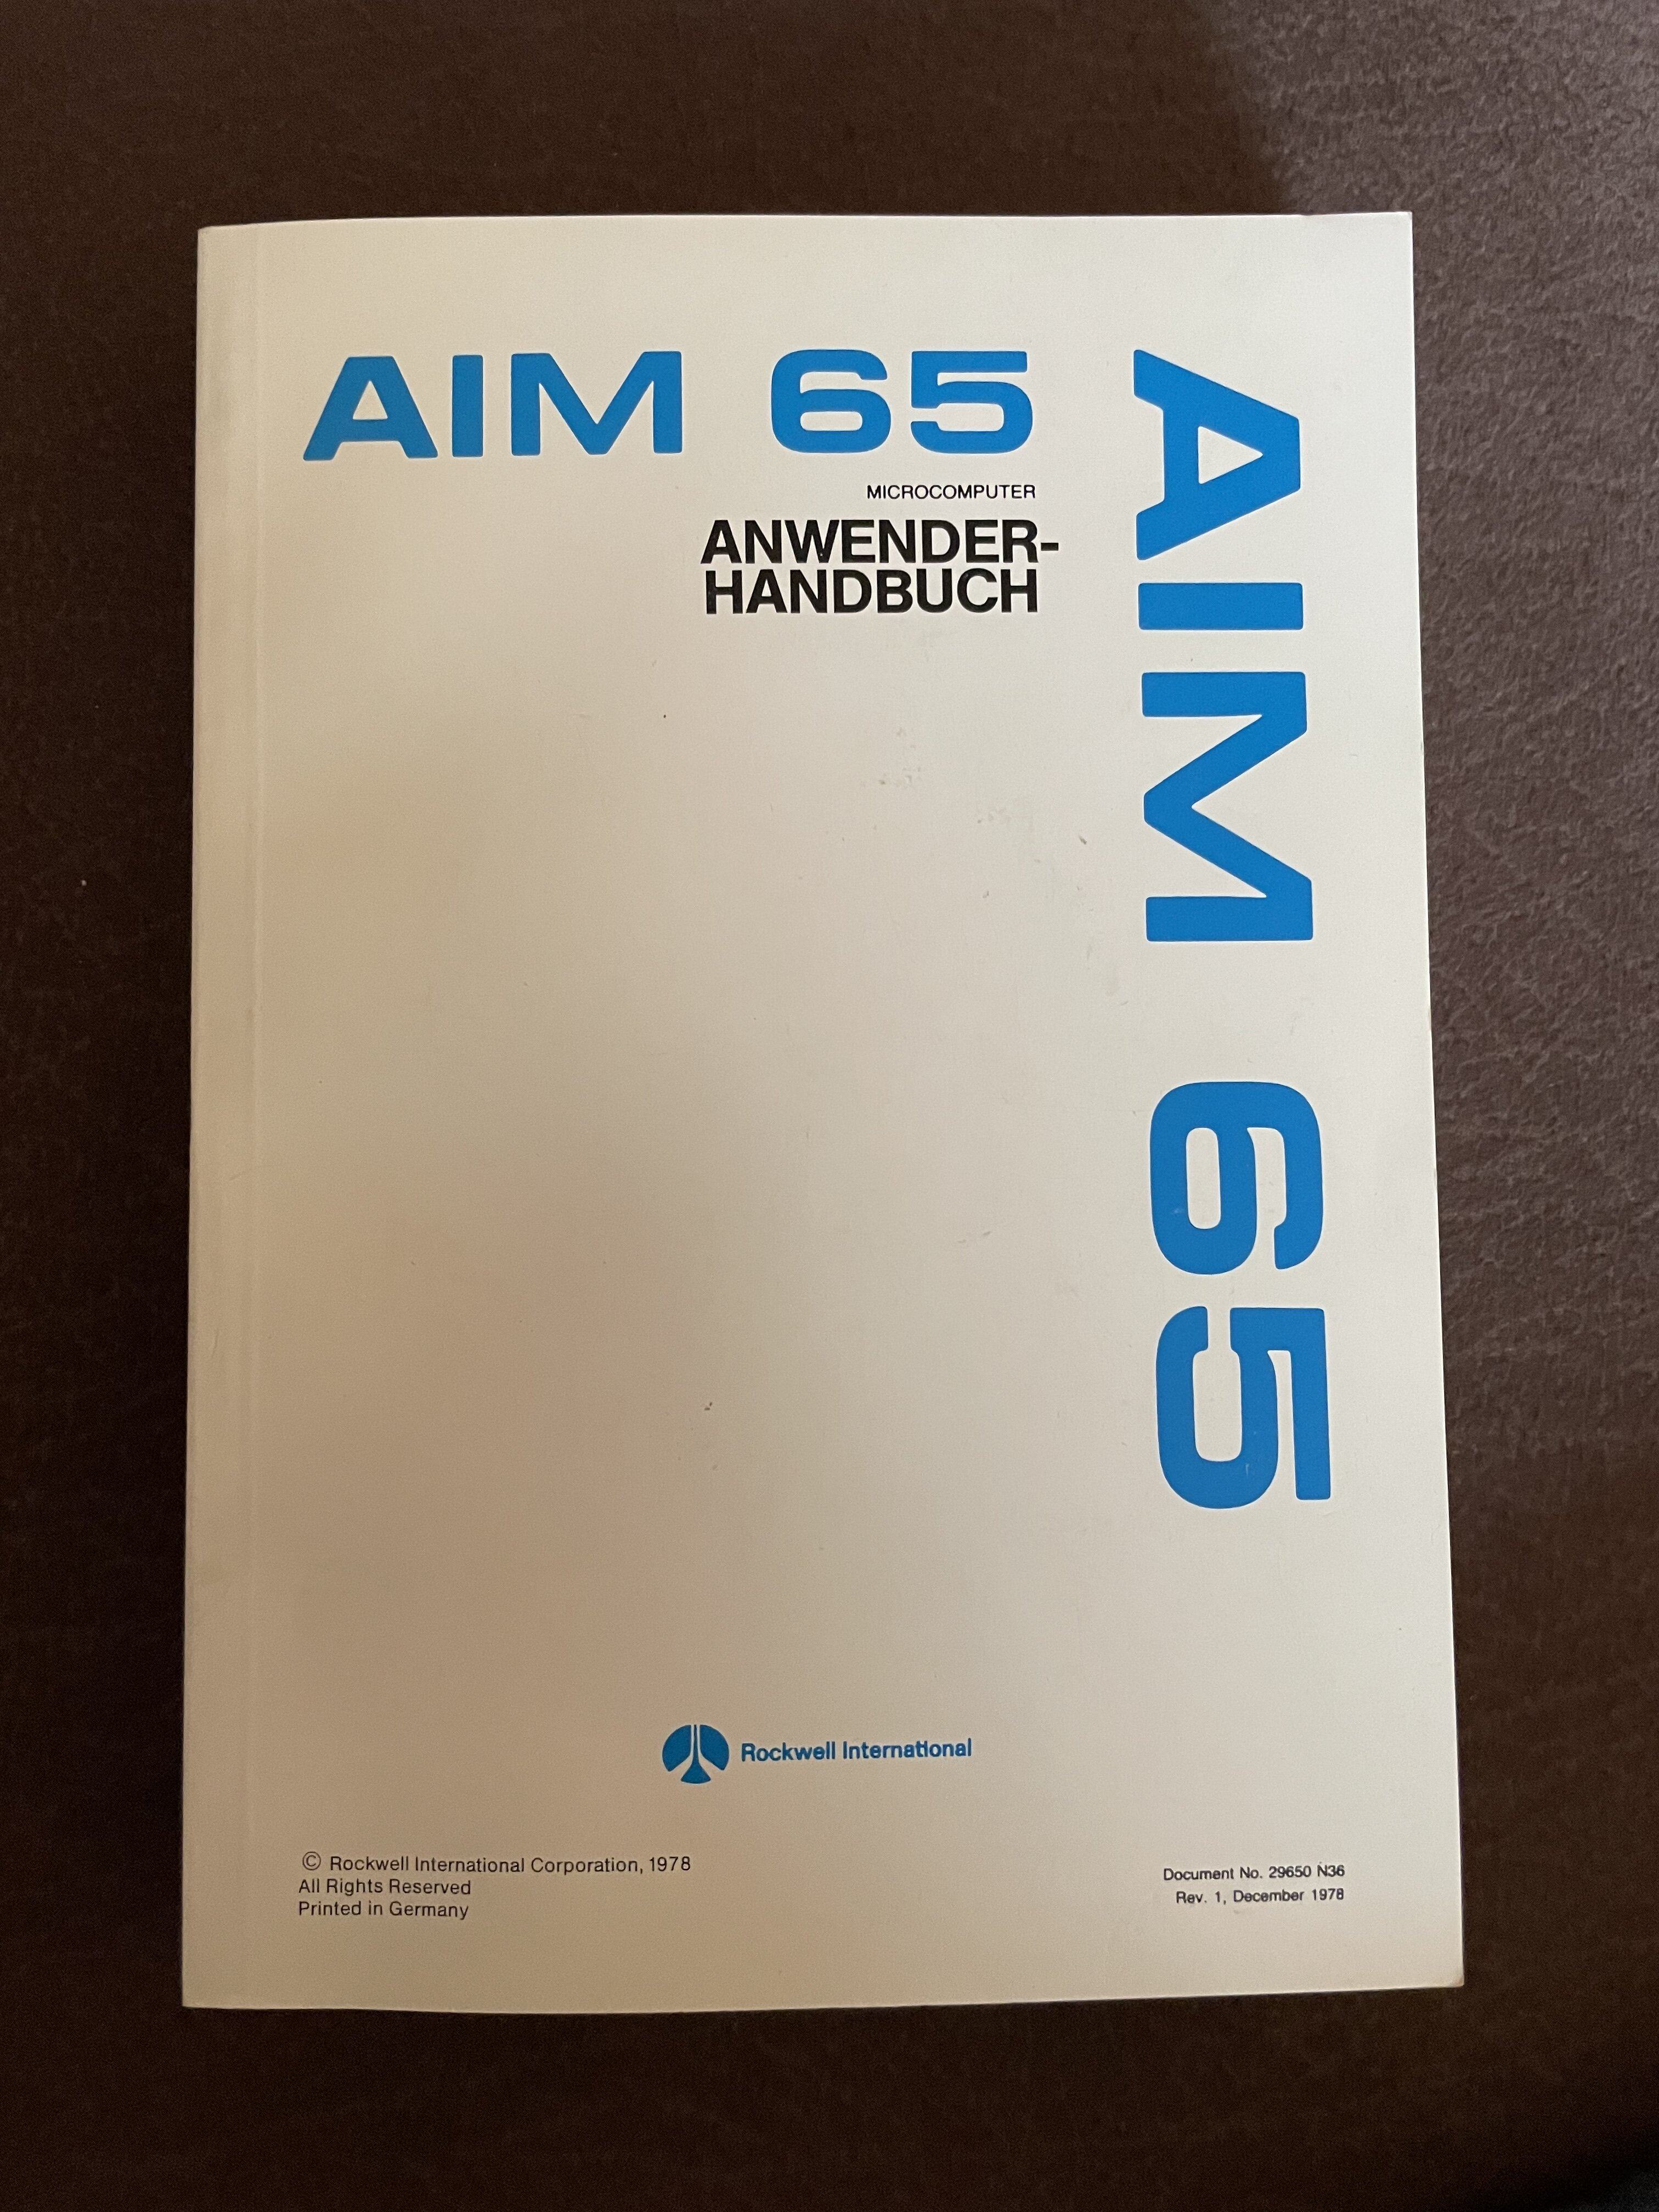 AIM 65
MICROCOMPUTER
ANWENDER-
HANDBUCH
AIM 65
Rockwell International
© Rockwell International Corporation, 1978
All Rights Reserved
Printed in Germany
Document No. 29650 N36
Rev. 1, December 1978